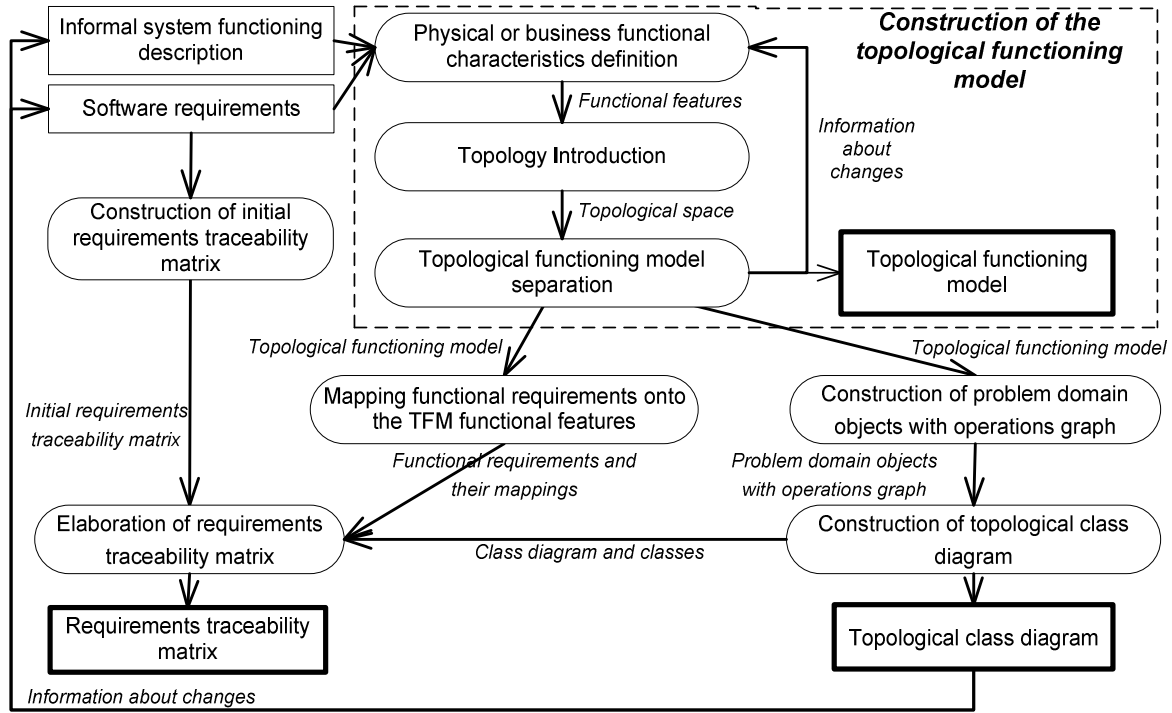 Informal system functioning
description
Software requirements
Physical or business functional
characteristics definition
Construction of the
topological functioning
model
Functional features
Information
about
changes
Topology Introduction
Construction of initial
requirements traceability
matrix
Topological space
Topological functioning model
separation
Topological functioning
model
Topological functioning model
Topological functioning model
Mapping functional requirements onto
the TFM functional features
Construction of problem domain
objects with operations graph
Initial requirements
traceability matrix
Functional requirements and
their mappings
Problem domain objects
with operations graph
Elaboration of requirements
traceability matrix
Class diagram and classes
Construction of topological class
diagram
Requirements traceability
matrix
Topological class diagram
Information about changes